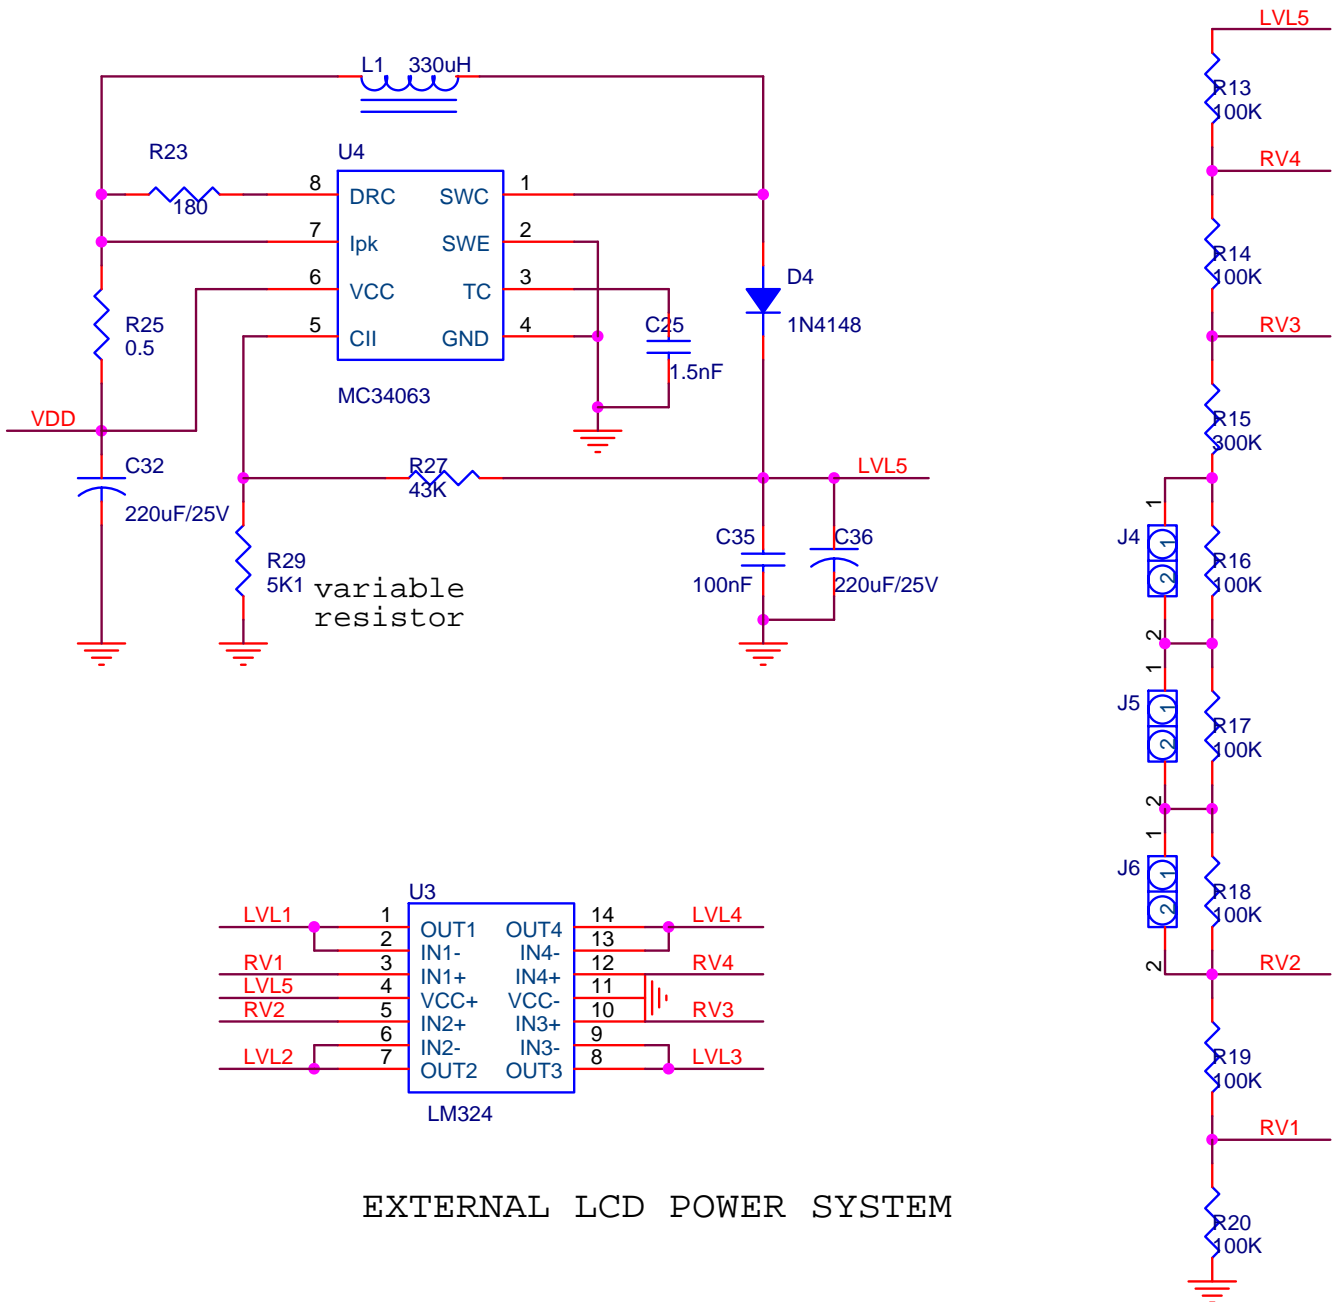 L1 330uH
R23
180
U4
8 DRC SWC 1
7 Ipk SWE 2
6 VCC TC 3
5 CII GND 4
MC34063
R25
0.5
VDD
C32
220uF/25V
C25
1.5nF
D4
1N4148
R27
43K
LVL5
R29
5K1
variable
resistor
C35
100nF
C36
220uF/25V
U3
LVL1 1 OUT1 OUT4 14 LVL4
2 IN1- IN4- 13
RV1 3 IN1+ IN4+ 12 RV4
LVL5 4 VCC+ VCC- 11
RV2 5 IN2+ IN3+ 10 RV3
6 IN2- IN3- 9
LVL2 7 OUT2 OUT3 8 LVL3
LM324
EXTERNAL LCD POWER SYSTEM
LVL5
R13
100K
RV4
R14
100K
RV3
R15
300K
1
J4 1 2
2
R16
100K
1
J5 1 2
2
R17
100K
1
J6 1 2
2
R18
100K
RV2
R19
100K
RV1
R20
100K